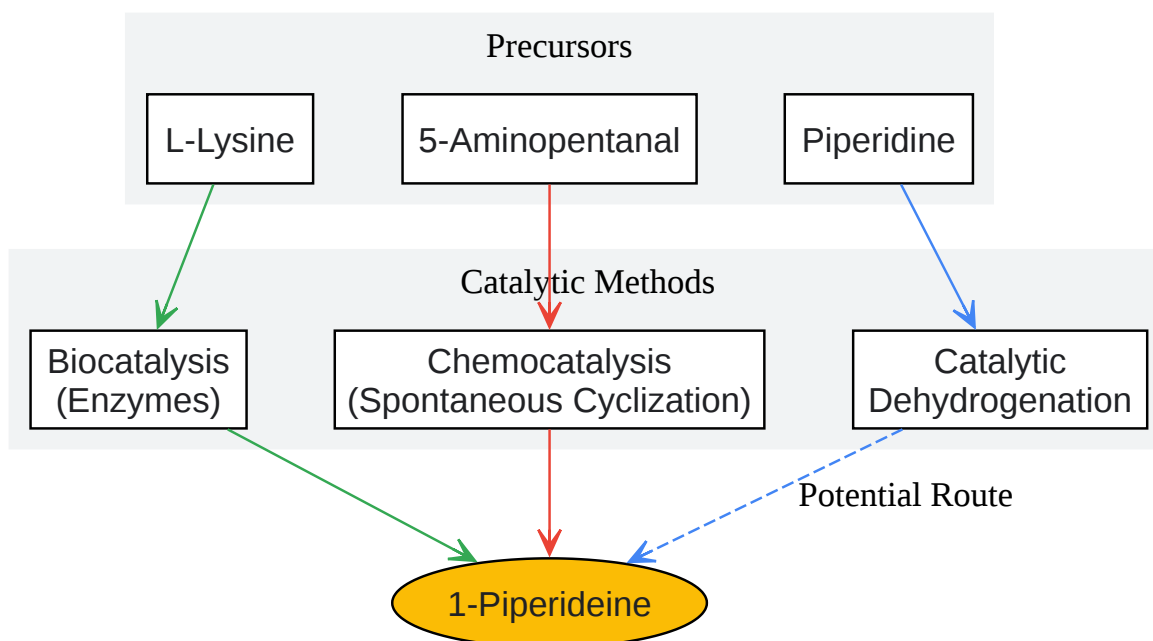 Precursors
L-Lysine
5-Aminopentanal
Piperidine
Catalytic Methods
Biocatalysis
(Enzymes)
Chemocatalysis
(Spontaneous Cyclization)
Catalytic
Dehydrogenation
Potential Route
1-Piperideine